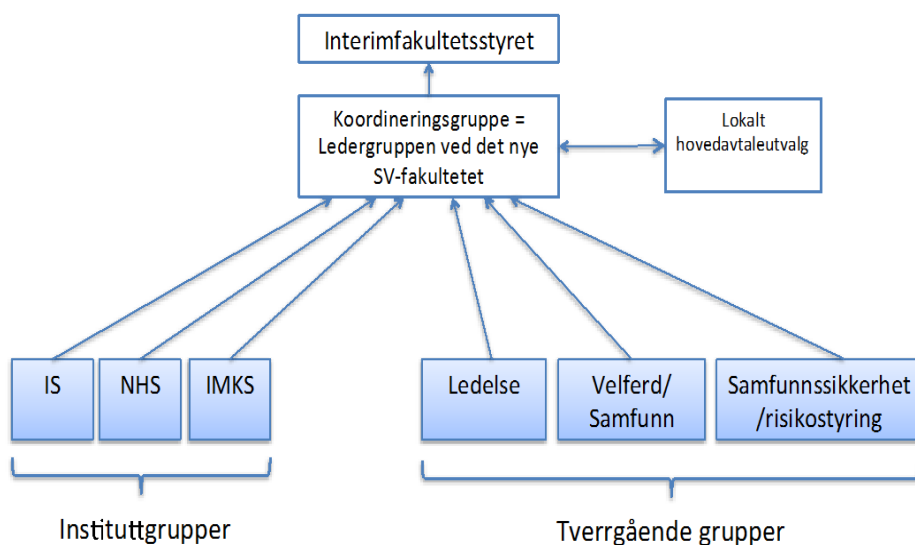 Interimfakultetsstyret
Koordineringsgruppe =
Ledergruppen ved det nye
SV-fakultetet
Lokalt
hovedavtaleutvalg
IS
NHS
IMKS
Ledelse
Velferd/
Samfunn
Samfunnssikkerhet
/risikostyring
Instituttgrupper
Tverrgående grupper